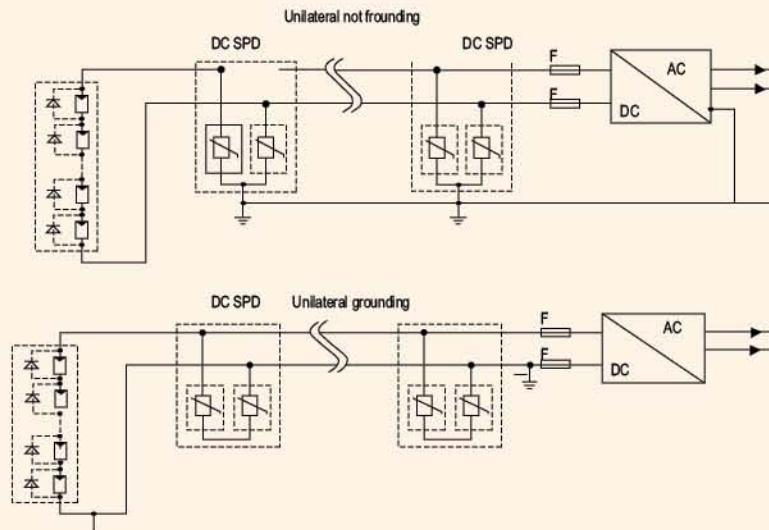 Unilateral not frounding
DC SPD
DC SPD
F
F
AC
DC
DC SPD
Unilateral grounding
F
F
AC
DC